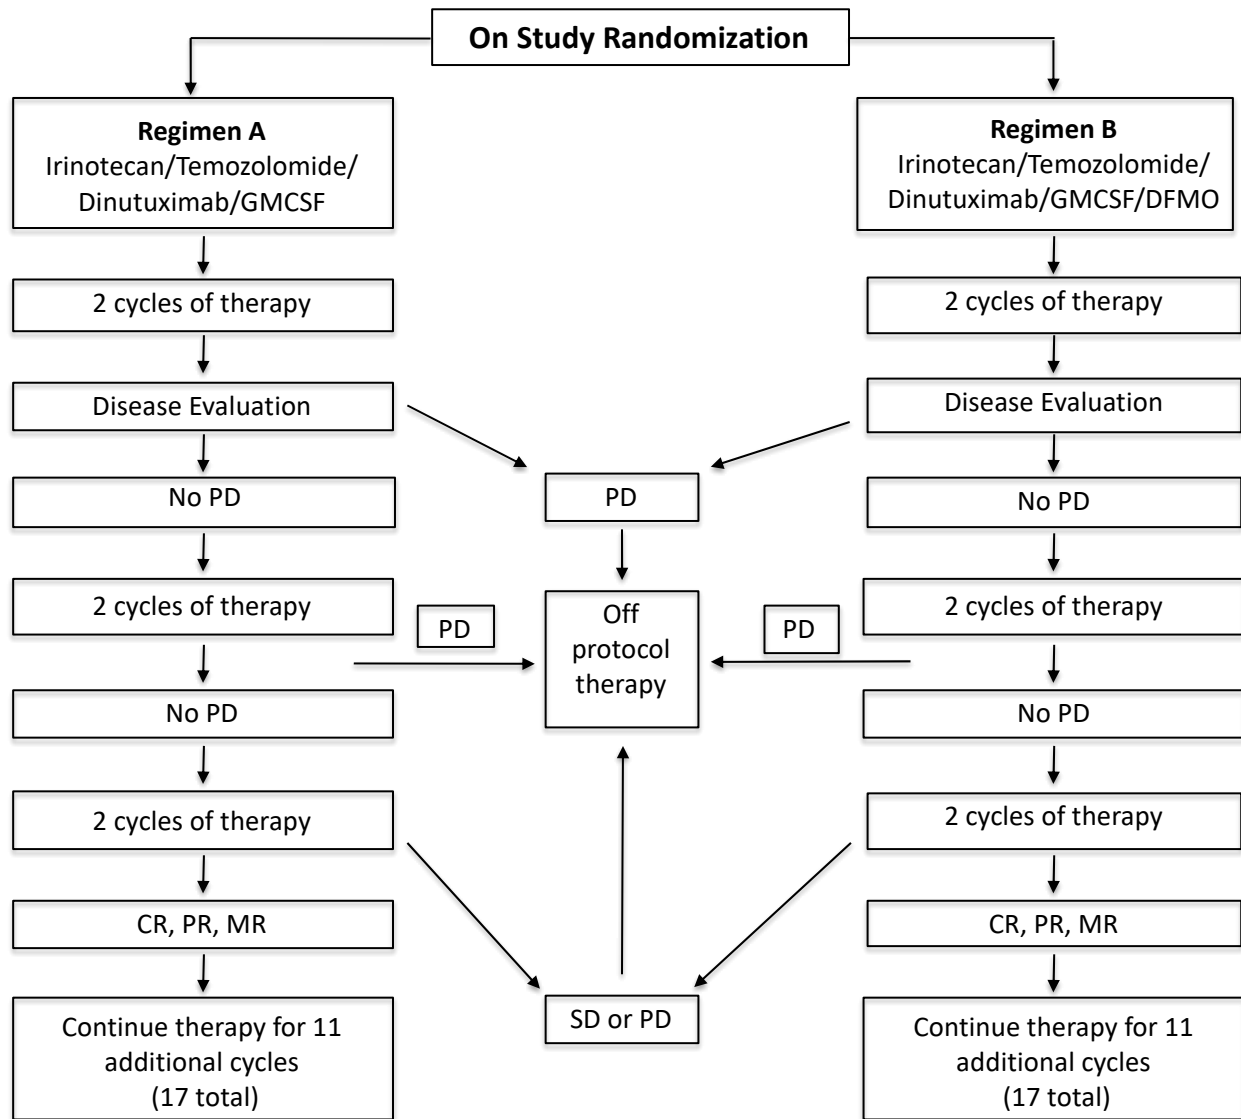 On Study Randomization
Regimen A
Irinotecan/Temozolomide/
Dinutuximab/GMCSF
Regimen B
Irinotecan/Temozolomide/
Dinutuximab/GMCSF/DFMO
2 cycles of therapy
2 cycles of therapy
Disease Evaluation
Disease Evaluation
No PD
PD
No PD
2 cycles of therapy
Off
protocol
therapy
2 cycles of therapy
PD
PD
No PD
No PD
2 cycles of therapy
2 cycles of therapy
CR, PR, MR
CR, PR, MR
SD or PD
Continue therapy for 11
additional cycles
(17 total)
Continue therapy for 11
additional cycles
(17 total)